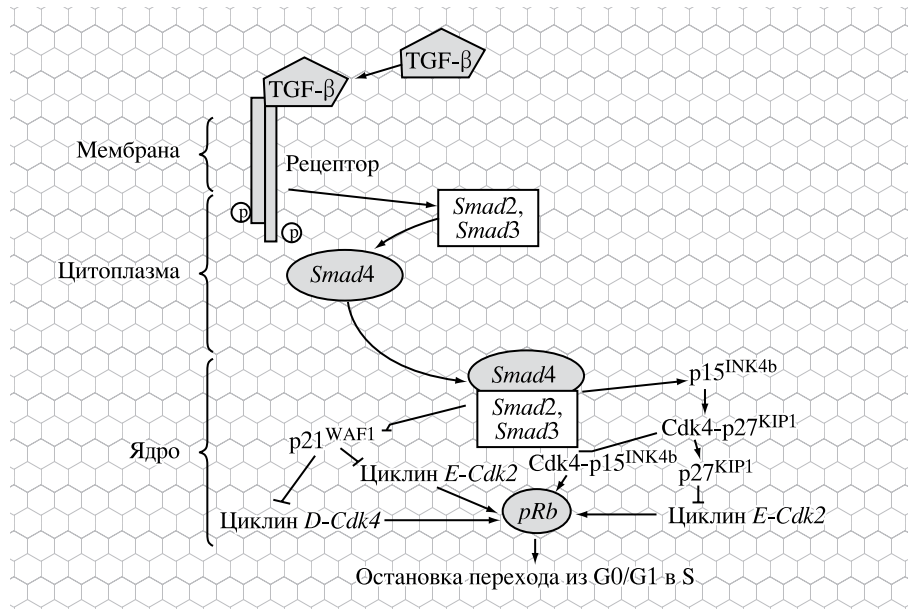 TGF-β
TGF-β
Мембрана
Рецептор
p
p
Smad2,
Smad3
Цитоплазма
Smad4
Smad4
p15INK4b
Smad2,
Smad3
Ядро
p21WAF1
Cdk4-p27KIP1
Cdk4-p15INK4b
p27KIP1
Циклин E-Cdk2
pRb
Циклин D-Cdk4
Циклин E-Cdk2
Остановка перехода из G0/G1 в S